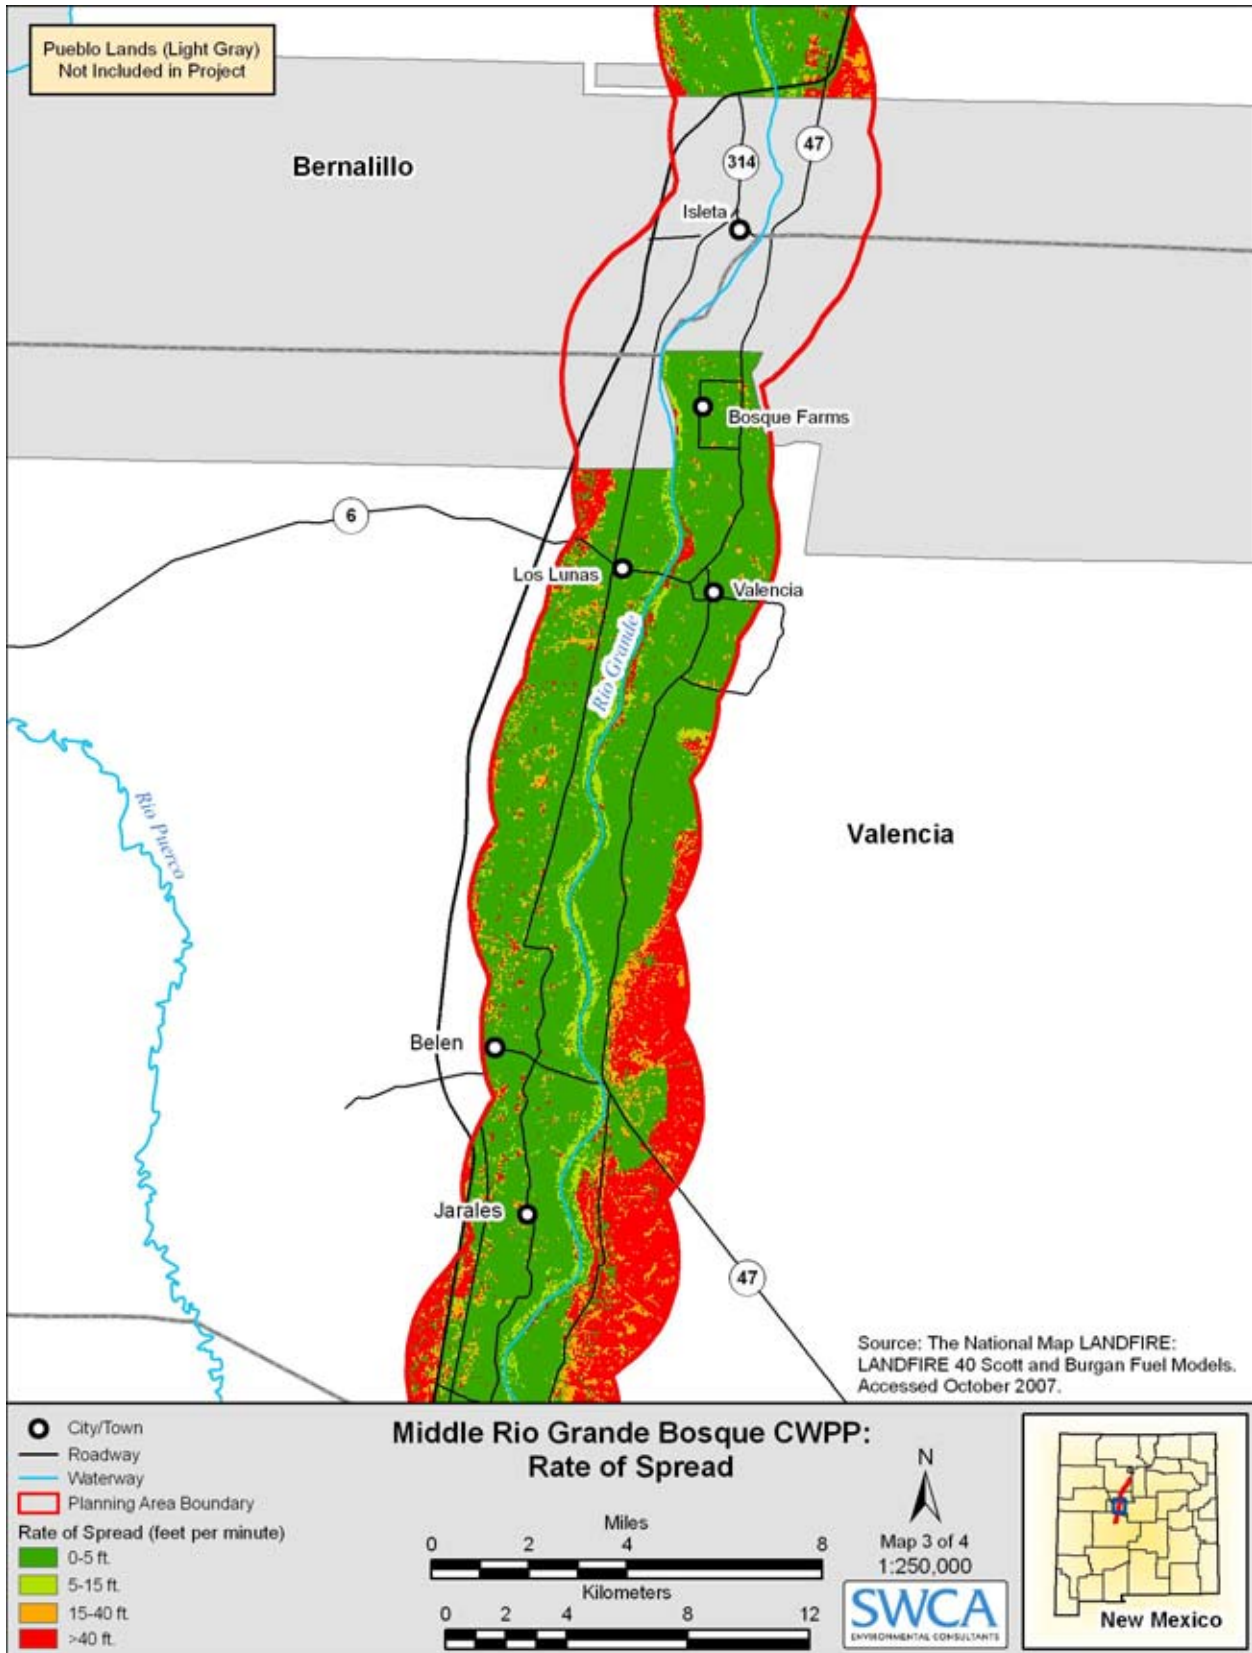 Pueblo Lands (Light Gray)
Not Included in Project
Bernalillo
47
314
Isleta
Bosque Farms
6
Los Lunas
Valencia
Rio Grande
Rio Puerco
Valencia
Belen
Jarales
47
Source: The National Map LANDFIRE:
LANDFIRE 40 Scott and Burgan Fuel Models.
Accessed October 2007.
City/Town
Roadway
Waterway
Planning Area Boundary
Rate of Spread (feet per minute)
0-5 ft.
5-15 ft.
15-40 ft.
>40 ft.
Middle Rio Grande Bosque CWPP:
Rate of Spread
Miles
0 2 4 8
Kilometers
0 2 4 8 12
N
Map 3 of 4
1:250,000
SWCA
ENVIRONMENTAL CONSULTANTS
New Mexico